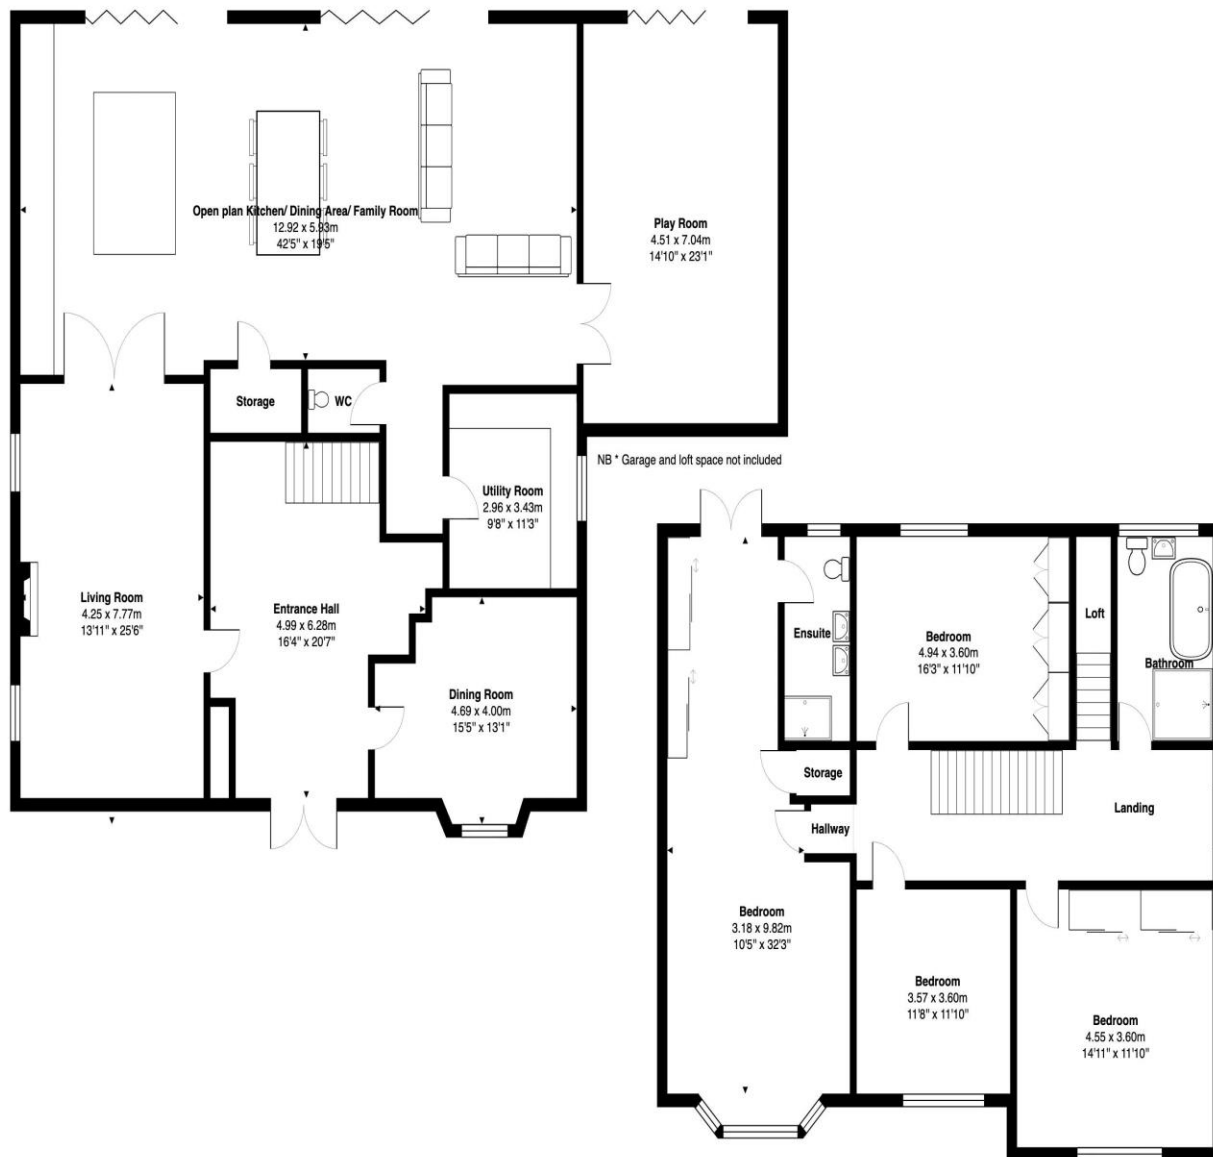 Open plan Kitchen/ Dining Area/ Family Room
12.92 x 5.93m
42'5" x 19'5"
Play Room
4.51 x 7.04m
14'10" x 23'1"
Storage
WC
NB * Garage and loft space not included
Utility Room
2.96 x 3.43m
9'8" x 11'3"
Living Room
4.25 x 7.77m
13'11" x 25'6"
Entrance Hall
4.99 x 6.28m
16'4" x 20'7"
Dining Room
4.69 x 4.00m
15'5" x 13'1"
Ensuite
Bedroom
4.94 x 3.60m
16'3" x 11'10"
Loft
Bathroom
Storage
Hallway
Landing
Bedroom
3.18 x 9.82m
10'5" x 32'3"
Bedroom
3.57 x 3.60m
11'8" x 11'10"
Bedroom
4.55 x 3.60m
14'11" x 11'10"